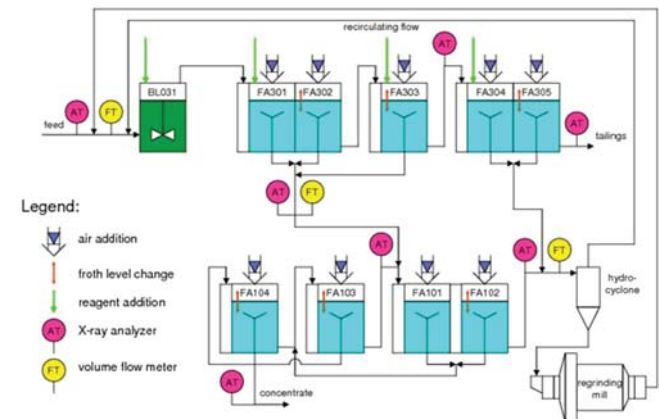 recirculating flow
AT
BL031
FA301 FA302
FA303
FA304 FA305
feed
AT
FT
AT
tailings
AT
FT
Legend:
air addition
froth level change
reagent addition
AT X-ray analyzer
FT volume flow meter
AT
AT
FT
FA104
FA103
FA101
FA102
hydro-
cyclone
AT
concentrate
regrinding
mill